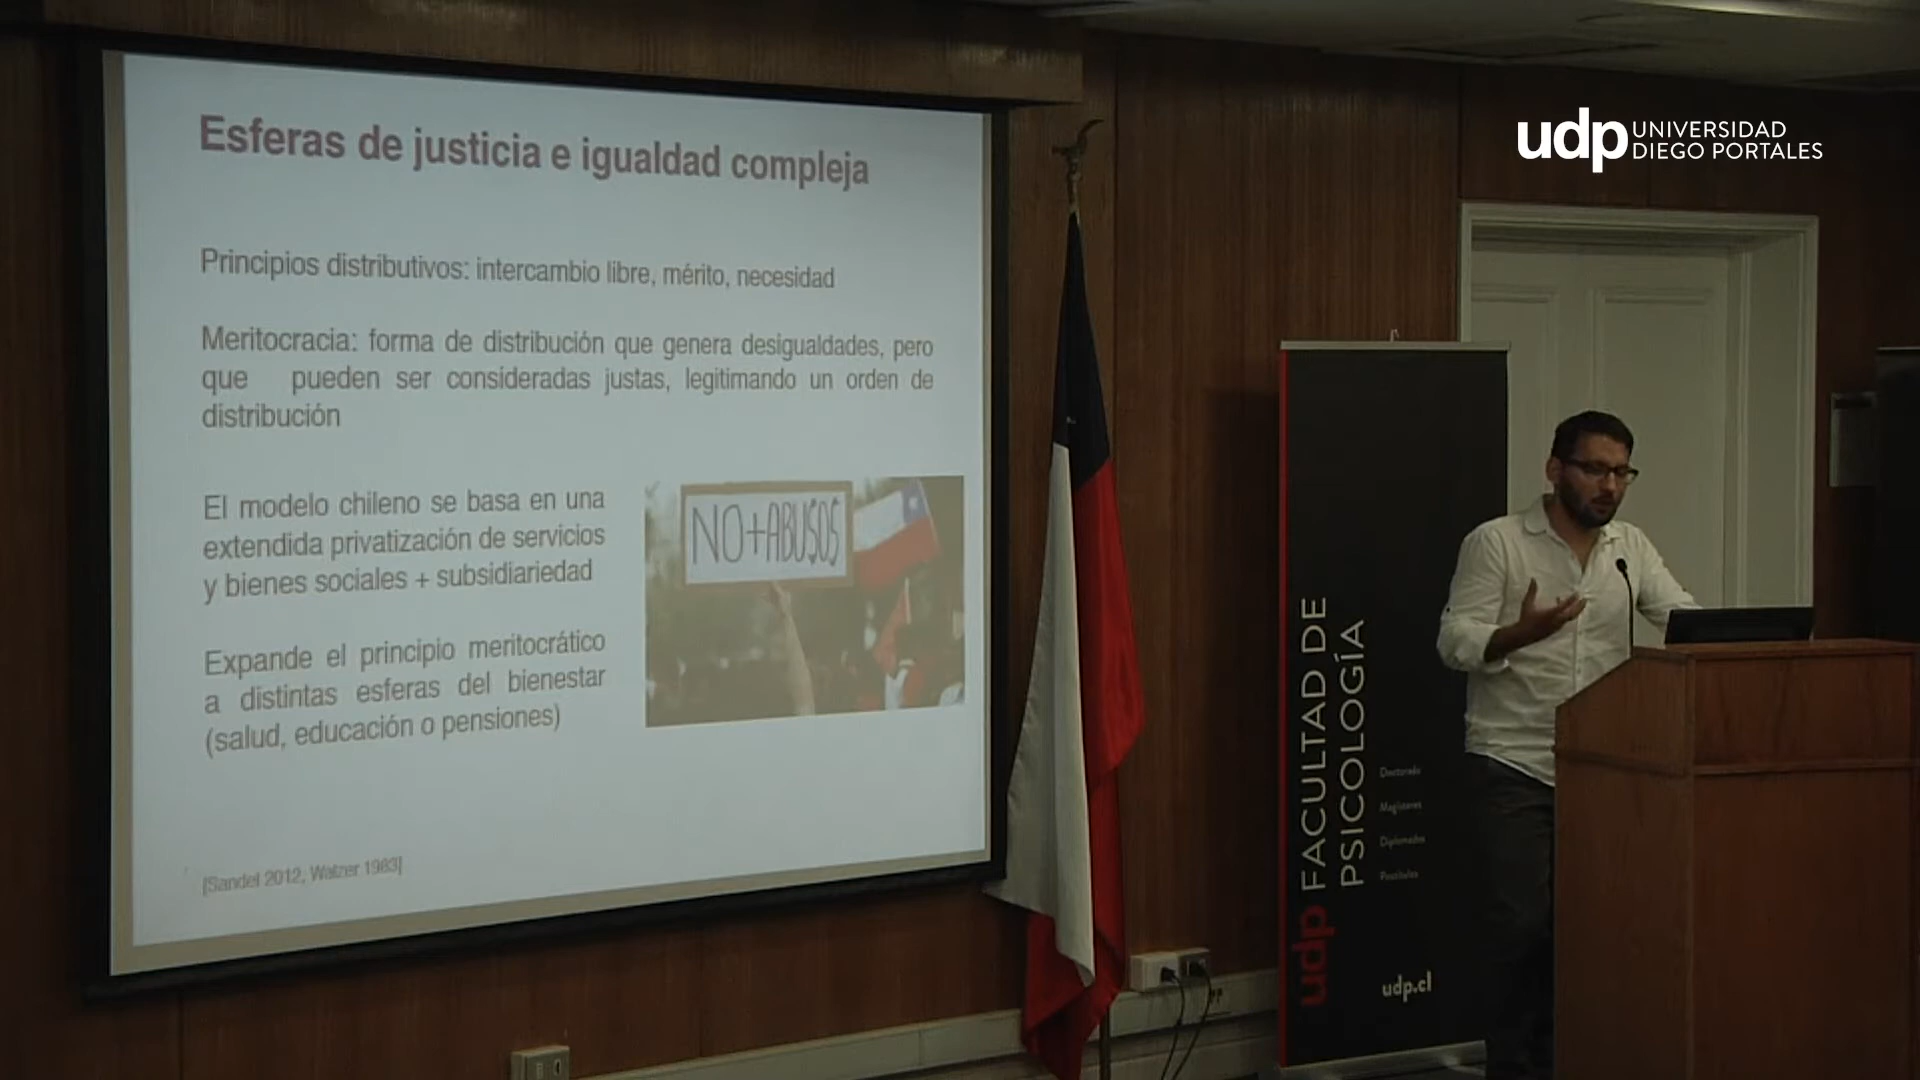 Esferas de justicia e igualdad compleja
Principios distributivos: intercambio libre, mérito, necesidad
Meritocracia: forma de distribución que genera desigualdades, pero
que pueden ser consideradas justas, legitimando un orden de
distribución
El modelo chileno se basa en una
extendida privatización de servicios
y bienes sociales + subsidiariedad
Expande el principio meritocrático
a distintas esferas del bienestar
(salud, educación o pensiones)
NO+ABU$O$
[Sandel 2012, Walzer 1983]
udp UNIVERSIDAD
DIEGO PORTALES
udp FACULTAD DE
PSICOLOGÍA
Doctorado
Magísteres
Diplomados
Postítulos
udp.cl